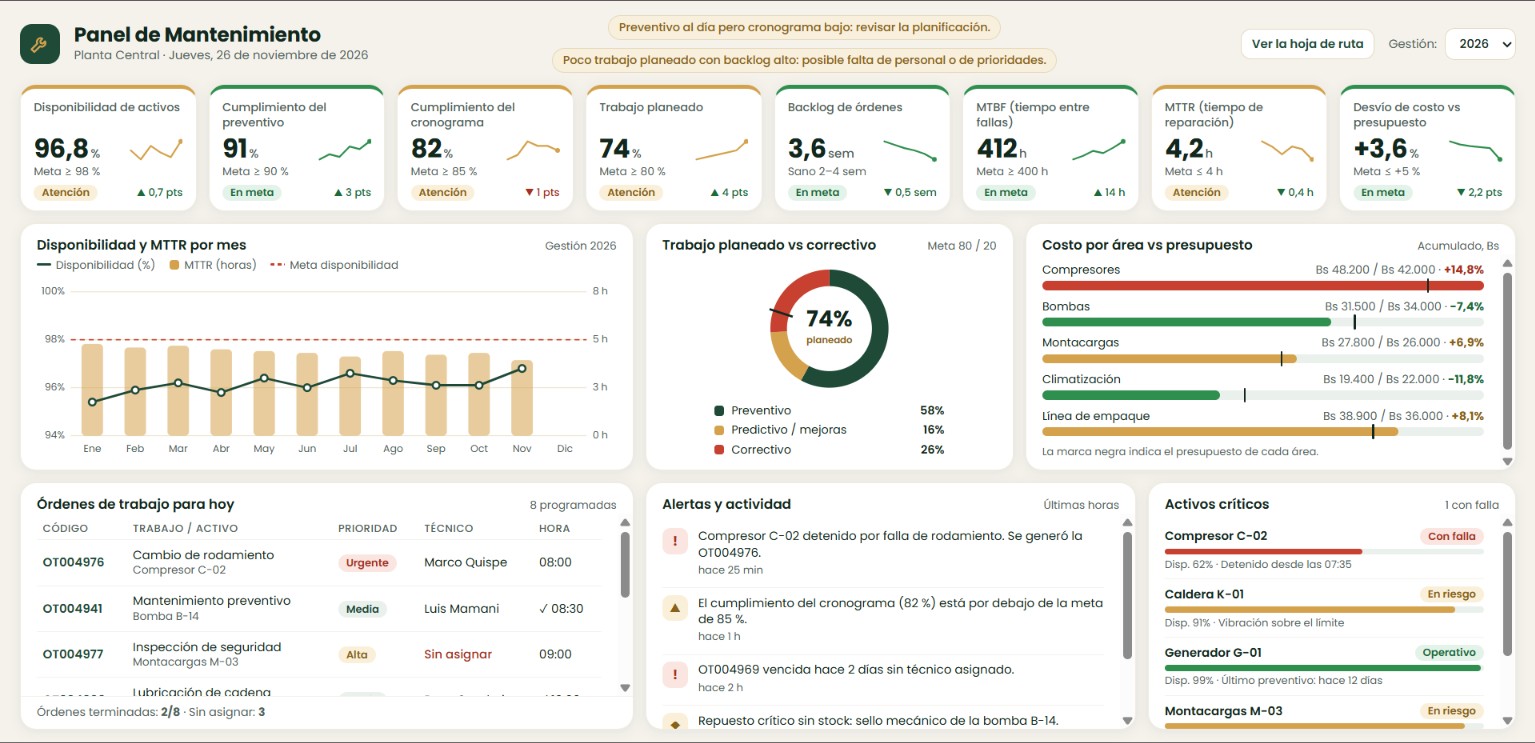 Panel de Mantenimiento
Planta Central · Jueves, 26 de noviembre de 2026
Preventivo al día pero cronograma bajo: revisar la planificación.
Poco trabajo planeado con backlog alto: posible falta de personal o de prioridades.
Ver la hoja de ruta
Gestión:
2026
Disponibilidad de activos
96,8 %
Meta ≥ 98 %
Atención
▲ 0,7 pts
Cumplimiento del
preventivo
91 %
Meta ≥ 90 %
En meta
▲ 3 pts
Cumplimiento del
cronograma
82 %
Meta ≥ 85 %
Atención
▼ 1 pts
Trabajo planeado
74 %
Meta ≥ 80 %
Atención
▲ 4 pts
Backlog de órdenes
3,6 sem
Sano 2–4 sem
En meta
▼ 0,5 sem
MTBF (tiempo entre
fallas)
412 h
Meta ≥ 400 h
En meta
▲ 14 h
MTTR (tiempo de
reparación)
4,2 h
Meta ≤ 4 h
Atención
▼ 0,4 h
Desvío de costo vs
presupuesto
+3,6 %
Meta ≤ +5 %
En meta
▼ 2,2 pts
Disponibilidad y MTTR por mes
Gestión 2026
Disponibilidad (%)
MTTR (horas)
Meta disponibilidad
100%
8 h
98%
5 h
96%
3 h
94%
0 h
Ene Feb Mar Abr May Jun Jul Ago Sep Oct Nov Dic
Trabajo planeado vs correctivo
Meta 80 / 20
74%
planeado
Preventivo 58%
Predictivo / mejoras 16%
Correctivo 26%
Costo por área vs presupuesto
Acumulado, Bs
Compresores Bs 48.200 / Bs 42.000 · +14,8%
Bombas Bs 31.500 / Bs 34.000 · -7,4%
Montacargas Bs 27.800 / Bs 26.000 · +6,9%
Climatización Bs 19.400 / Bs 22.000 · -11,8%
Línea de empaque Bs 38.900 / Bs 36.000 · +8,1%
La marca negra indica el presupuesto de cada área.
Órdenes de trabajo para hoy
8 programadas
CÓDIGO TRABAJO / ACTIVO PRIORIDAD TÉCNICO HORA
OT004976 Cambio de rodamiento Urgente Marco Quispe 08:00
Compresor C-02
OT004941 Mantenimiento preventivo Media Luis Mamani ✓ 08:30
Bomba B-14
OT004977 Inspección de seguridad Alta Sin asignar 09:00
Montacargas M-03
Lubricación de cadena
Órdenes terminadas: 2/8 · Sin asignar: 3
Alertas y actividad
Últimas horas
! Compresor C-02 detenido por falla de rodamiento. Se generó la
OT004976.
hace 25 min
▲ El cumplimiento del cronograma (82 %) está por debajo de la meta
de 85 %.
hace 1 h
! OT004969 vencida hace 2 días sin técnico asignado.
hace 2 h
◆ Repuesto crítico sin stock: sello mecánico de la bomba B-14.
Activos críticos
1 con falla
Compresor C-02 Con falla
Disp. 62% · Detenido desde las 07:35
Caldera K-01 En riesgo
Disp. 91% · Vibración sobre el límite
Generador G-01 Operativo
Disp. 99% · Último preventivo: hace 12 días
Montacargas M-03 En riesgo